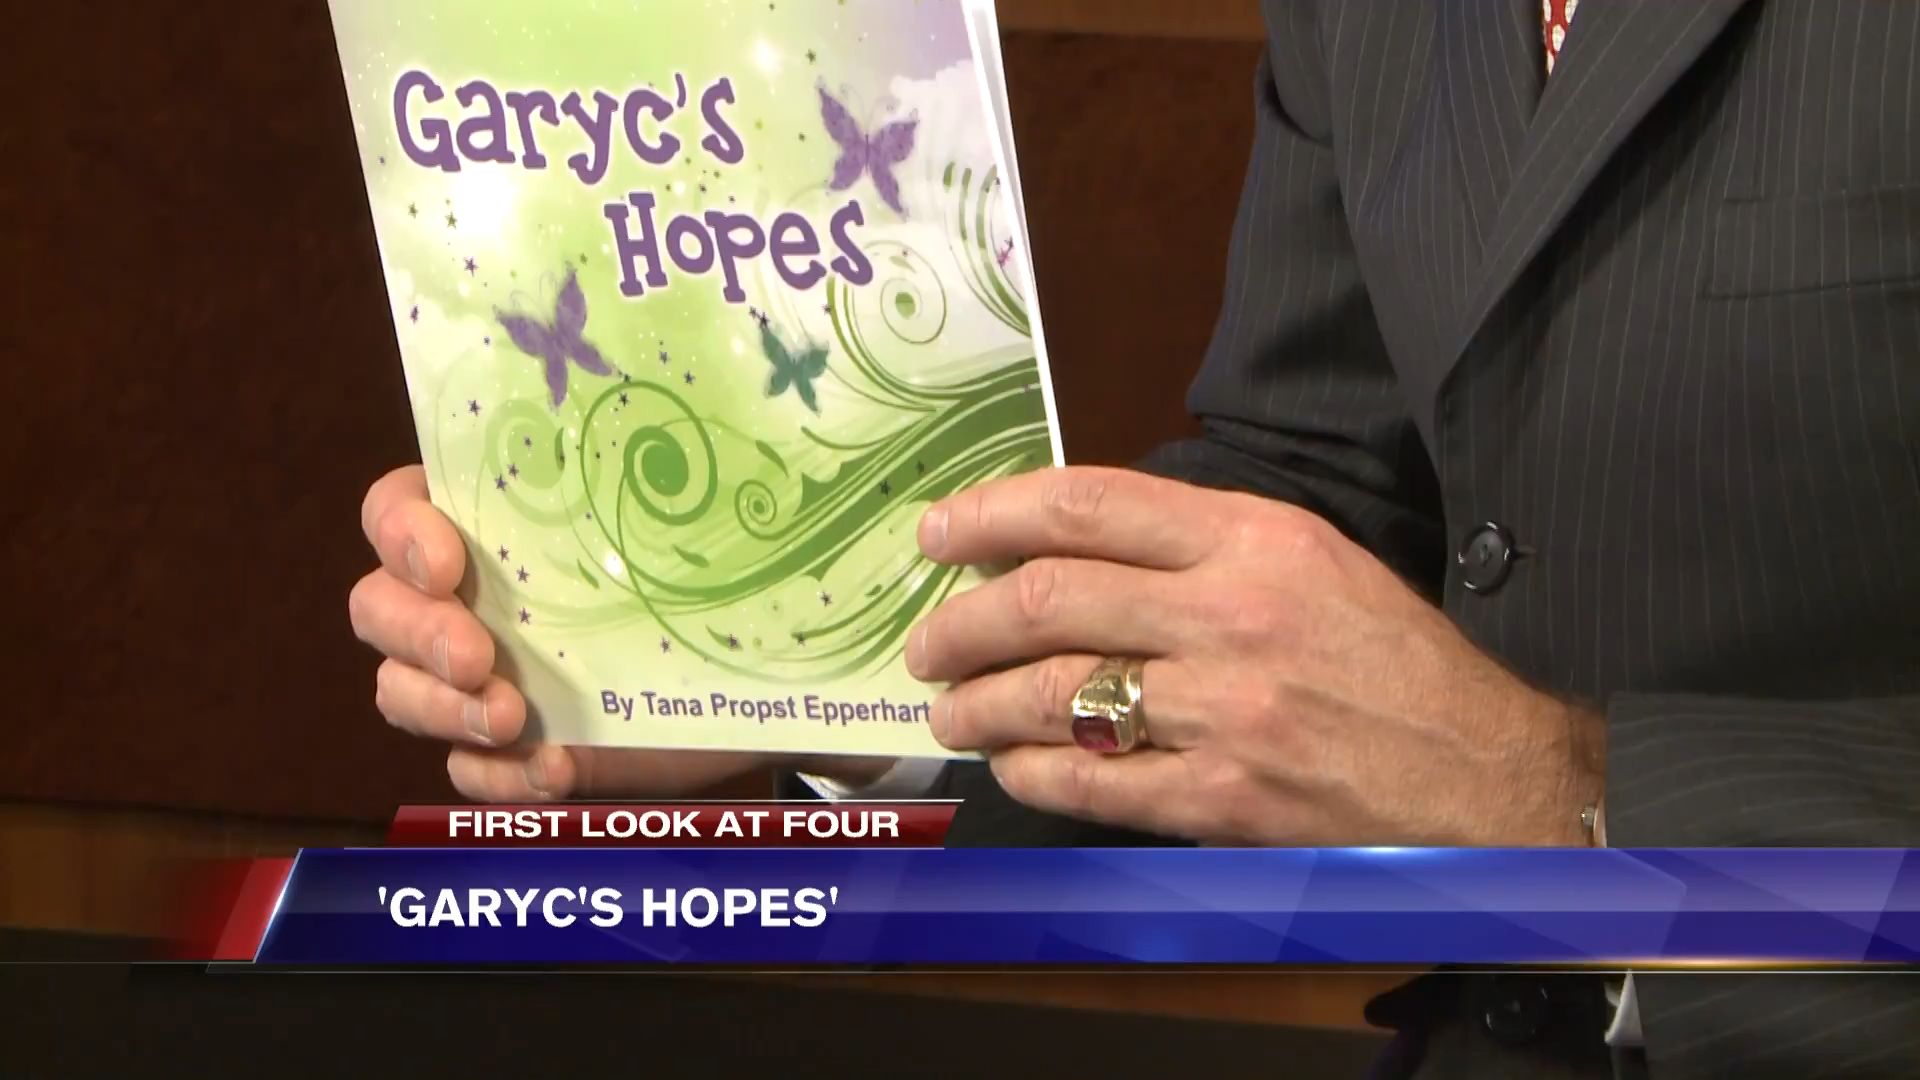 Garyc's
Hopes
By Tana Propst Epperhart
FIRST LOOK AT FOUR
'GARYC'S HOPES'